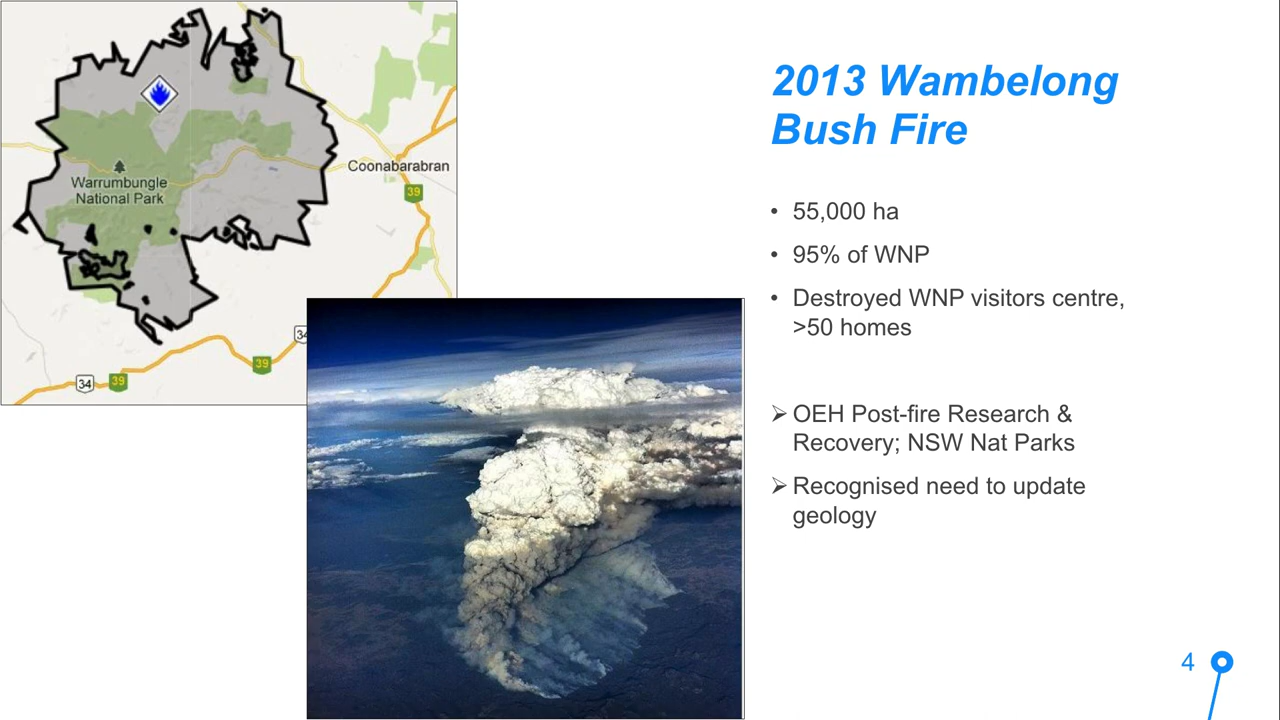 Warrumbungle
National Park
Coonabarabran
39
34
39
39
34
2013 Wambelong
Bush Fire
• 55,000 ha
• 95% of WNP
• Destroyed WNP visitors centre,
>50 homes
➢ OEH Post-fire Research &
Recovery; NSW Nat Parks
➢ Recognised need to update
geology
4